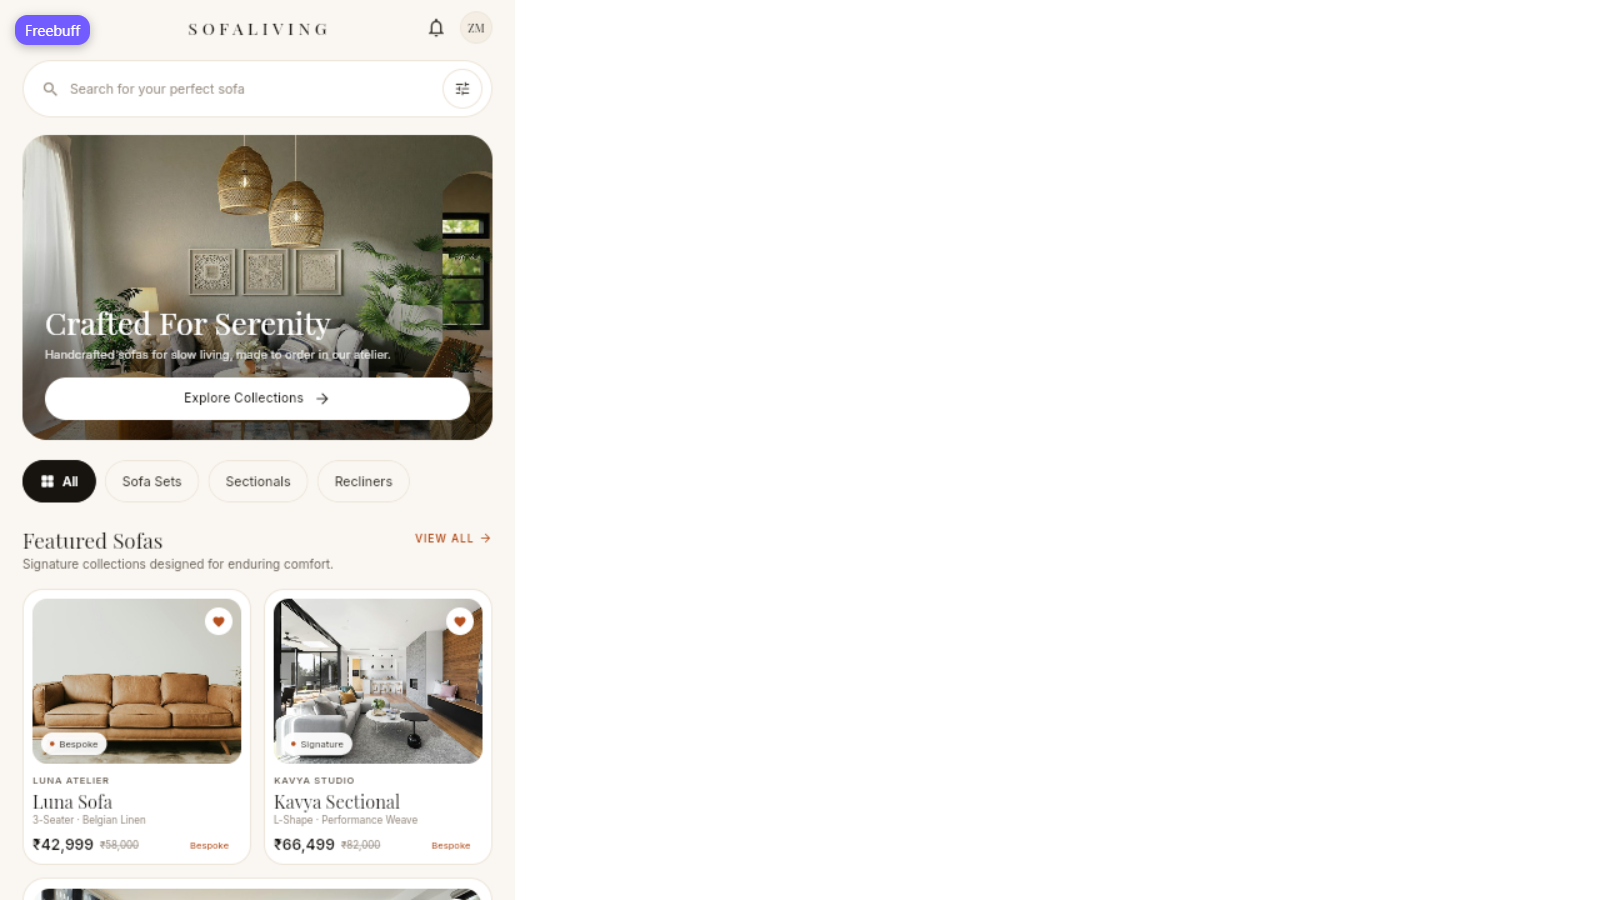 Freebuff
SOFALIVING
ZM
Search for your perfect sofa
Crafted For Serenity
Handcrafted sofas for slow living, made to order in our atelier.
Explore Collections
All
Sofa Sets
Sectionals
Recliners
Featured Sofas
VIEW ALL
Signature collections designed for enduring comfort.
Bespoke
LUNA ATELIER
Luna Sofa
3-Seater · Belgian Linen
₹42,999 ₹58,000 Bespoke
Signature
KAVYA STUDIO
Kavya Sectional
L-Shape · Performance Weave
₹66,499 ₹82,000 Bespoke